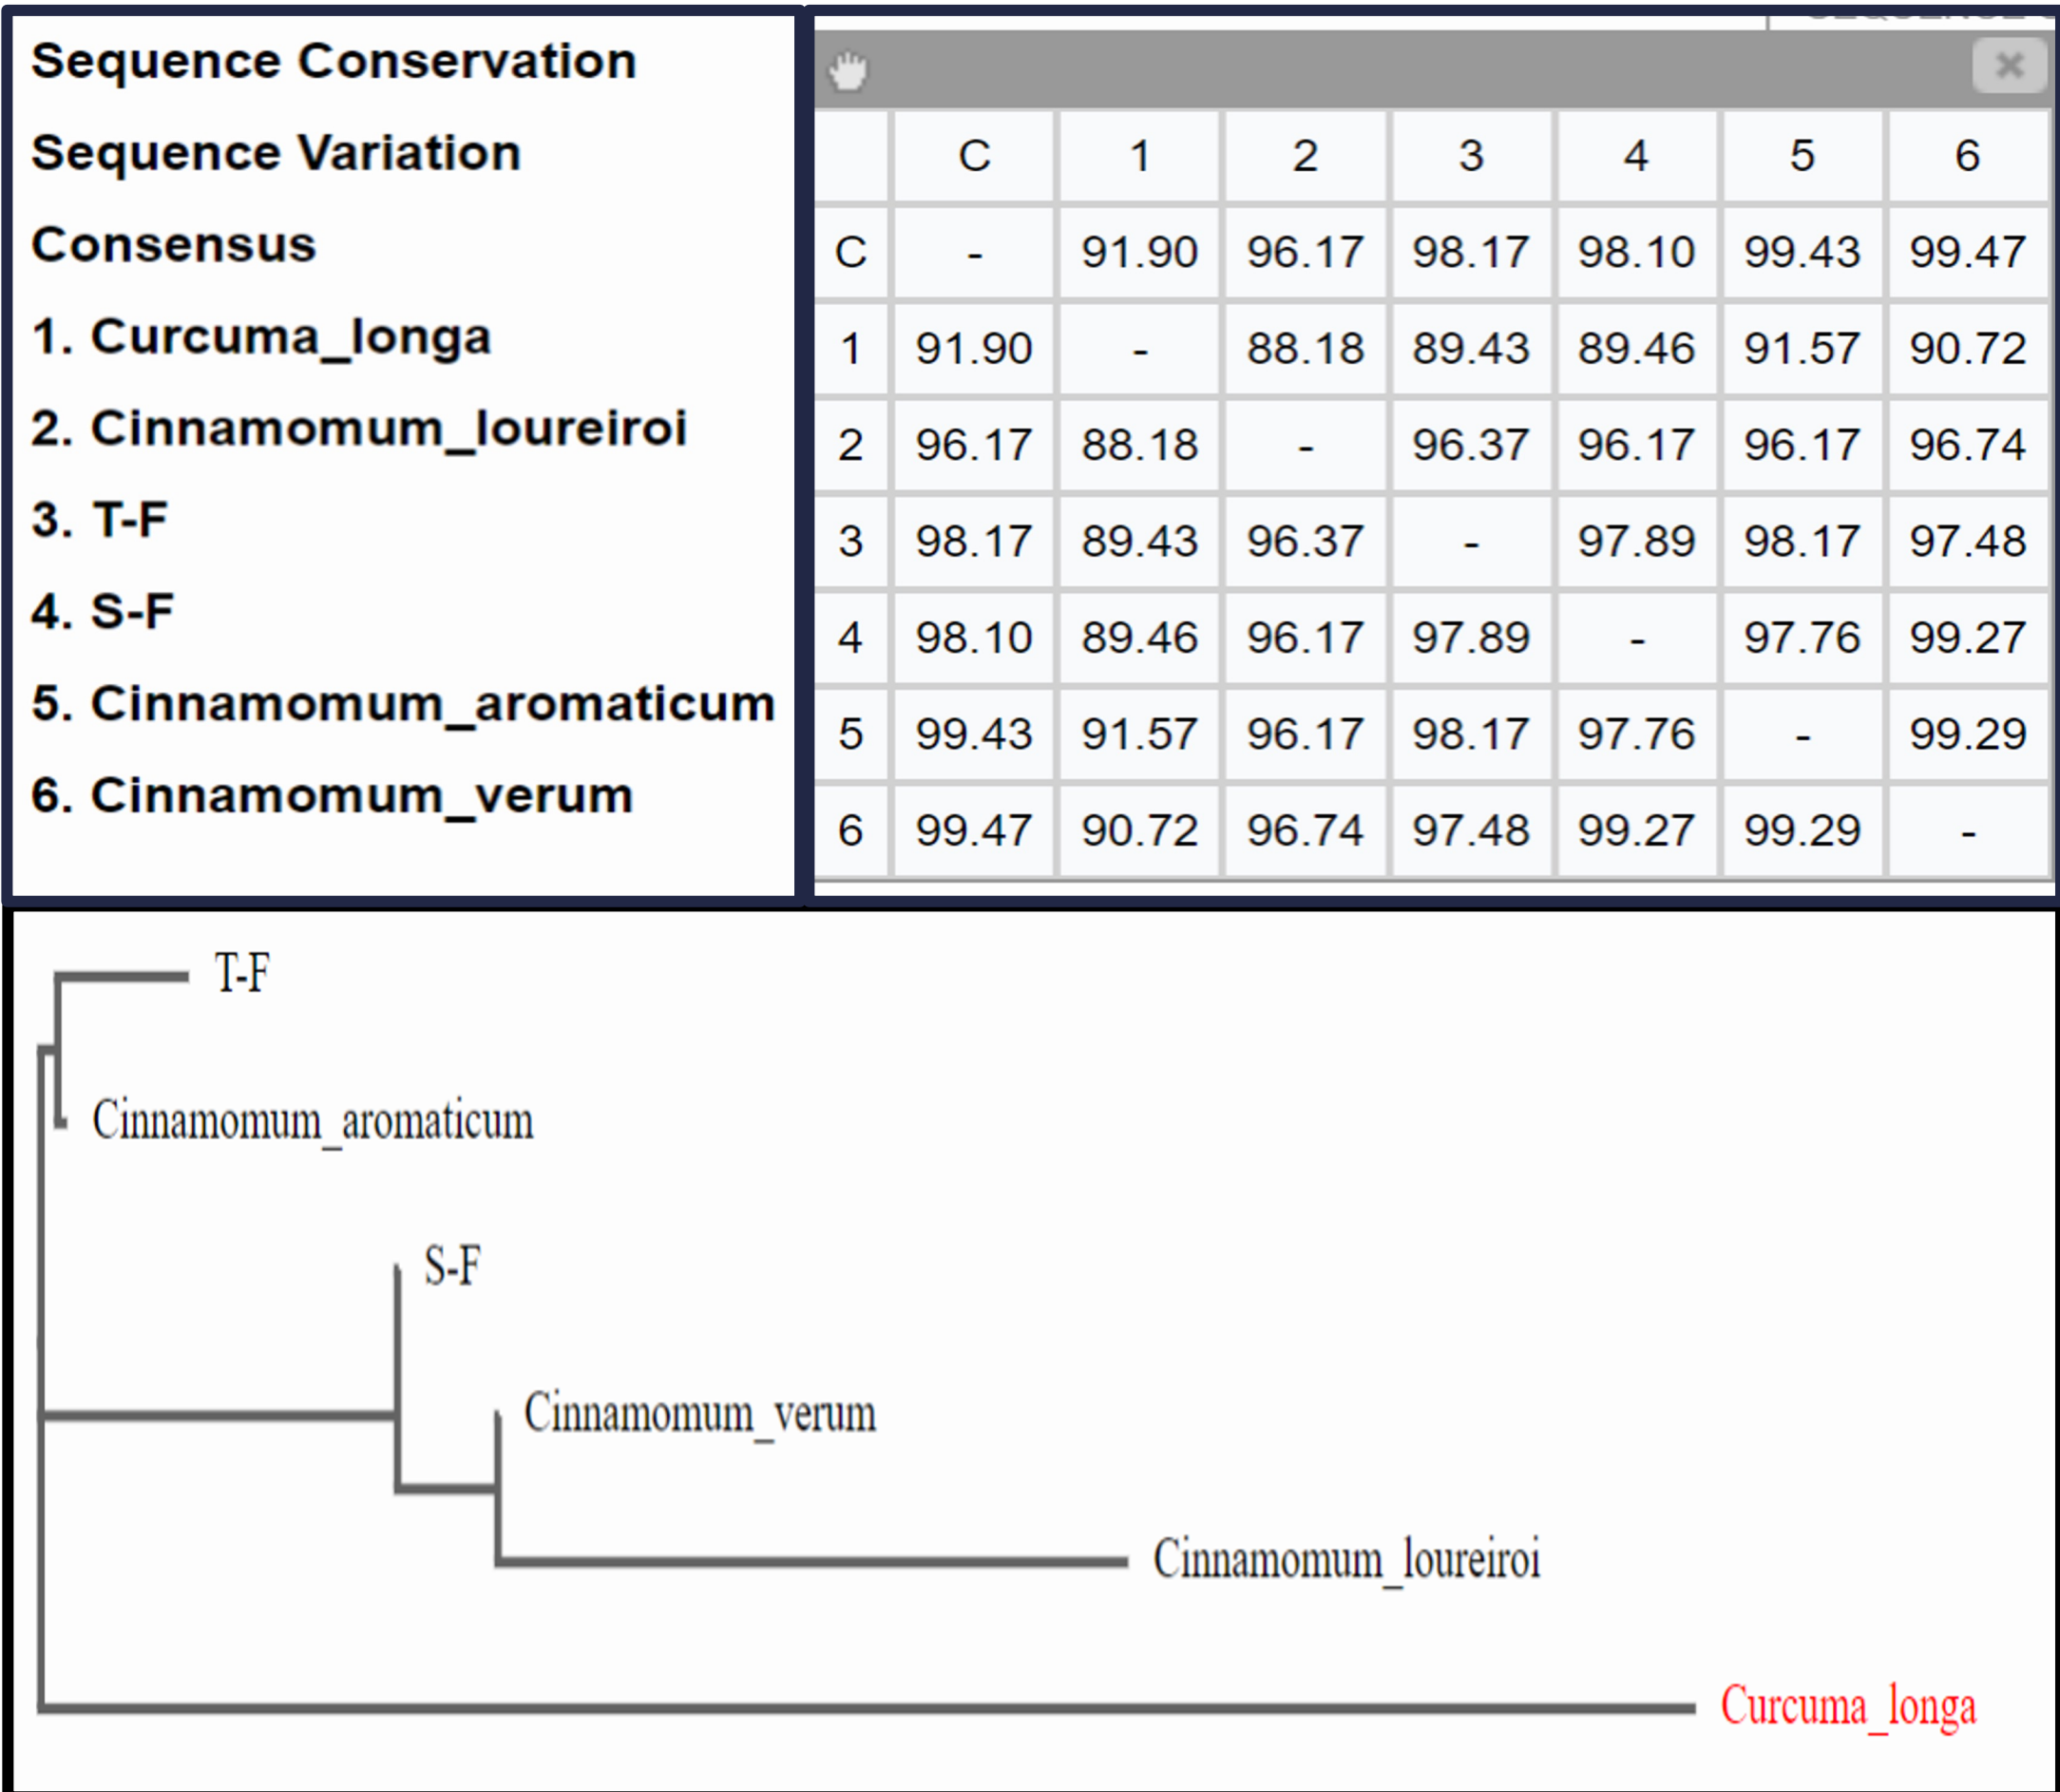 Sequence Conservation
Sequence Variation
Consensus
1. Curcuma_longa
2. Cinnamomum_loureiroi
3. T-F
4. S-F
5. Cinnamomum_aromaticum
6. Cinnamomum_verum
C 1 2 3 4 5 6
C - 91.90 96.17 98.17 98.10 99.43 99.47
1 91.90 - 88.18 89.43 89.46 91.57 90.72
2 96.17 88.18 - 96.37 96.17 96.17 96.74
3 98.17 89.43 96.37 - 97.89 98.17 97.48
4 98.10 89.46 96.17 97.89 - 97.76 99.27
5 99.43 91.57 96.17 98.17 97.76 - 99.29
6 99.47 90.72 96.74 97.48 99.27 99.29 -
T-F
Cinnamomum_aromaticum
S-F
Cinnamomum_verum
Cinnamomum_loureiroi
Curcuma_longa